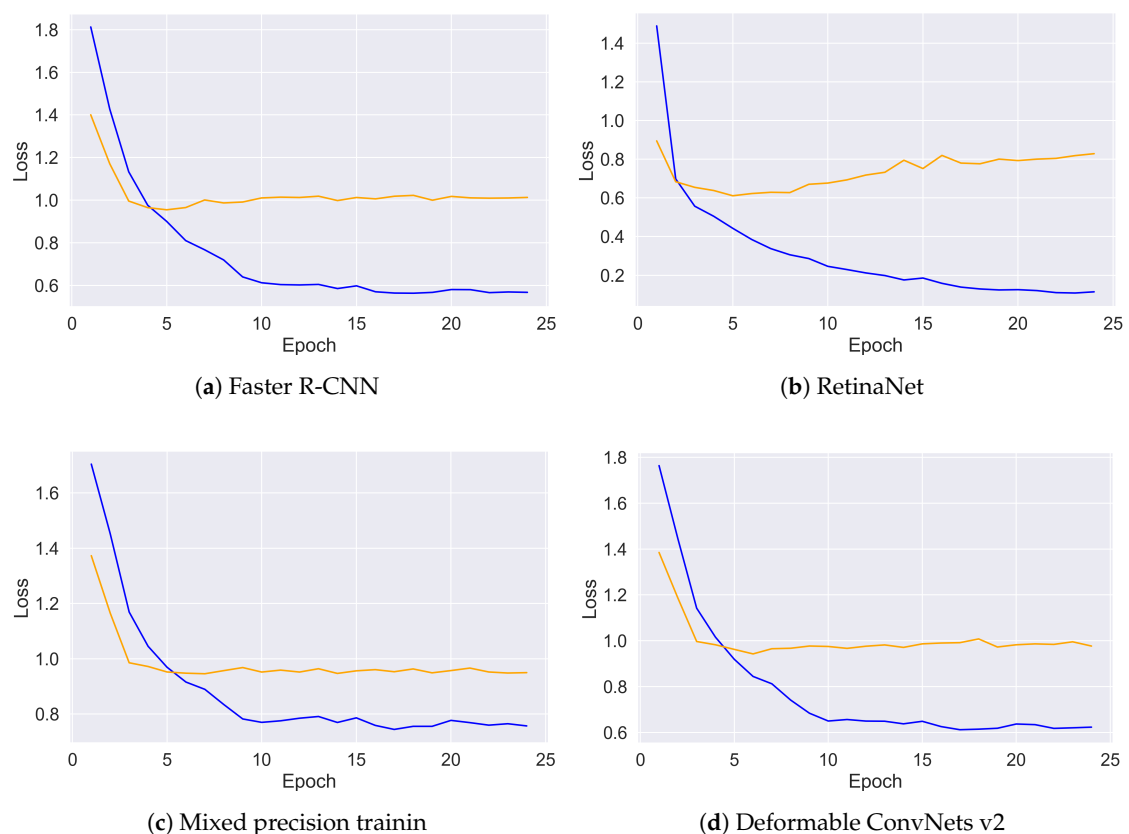 1.8
1.6
1.4
1.2
1.0
0.8
0.6
Loss
0 5 10 15 20 25
Epoch
(a) Faster R-CNN
1.4
1.2
1.0
0.8
0.6
0.4
0.2
Loss
0 5 10 15 20 25
Epoch
(b) RetinaNet
1.6
1.4
1.2
1.0
0.8
Loss
0 5 10 15 20 25
Epoch
(c) Mixed precision trainin
1.8
1.6
1.4
1.2
1.0
0.8
0.6
Loss
0 5 10 15 20 25
Epoch
(d) Deformable ConvNets v2